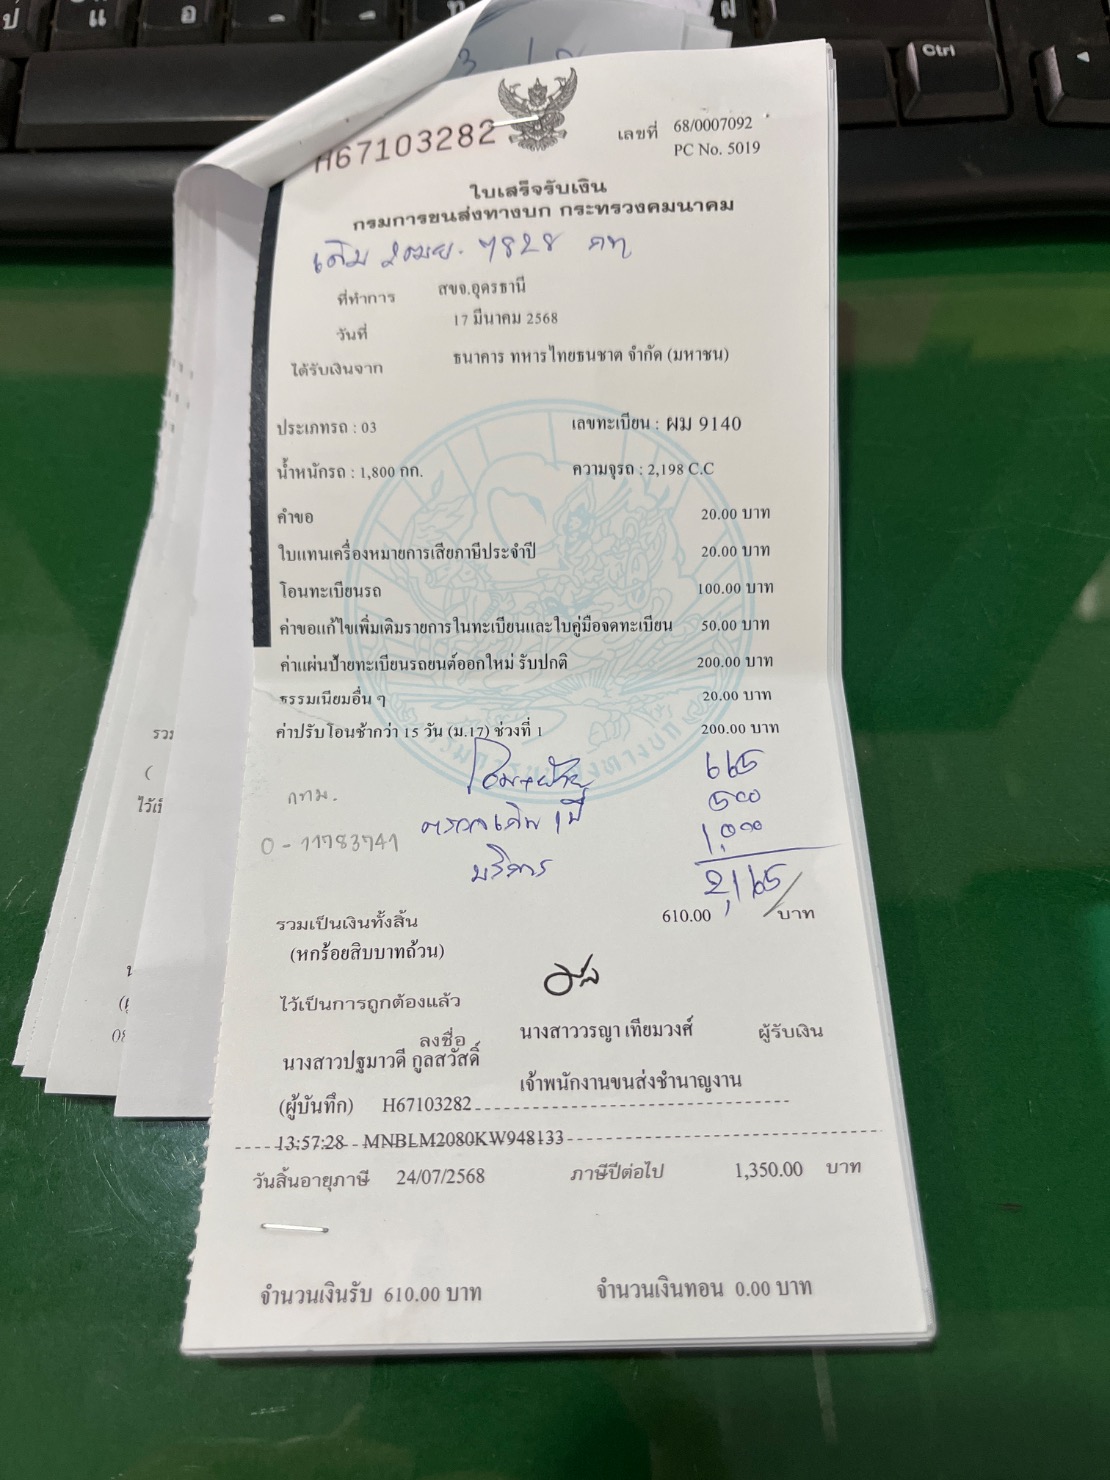 H67103282
เลขที่ 68/0007092
PC No. 5019
ใบเสร็จรับเงิน
กรมการขนส่งทางบก กระทรวงคมนาคม
เดิม 2ฒย. 7828 กท
ที่ทำการ สขจ.อุดรธานี
วันที่ 17 มีนาคม 2568
ได้รับเงินจาก ธนาคาร ทหารไทยธนชาต จำกัด (มหาชน)
ประเภทรถ : 03 เลขทะเบียน : ผม 9140
น้ำหนักรถ : 1,800 กก. ความจุรถ : 2,198 C.C
คำขอ 20.00 บาท
ใบแทนเครื่องหมายการเสียภาษีประจำปี 20.00 บาท
โอนทะเบียนรถ 100.00 บาท
ค่าขอแก้ไขเพิ่มเติมรายการในทะเบียนและใบคู่มือจดทะเบียน 50.00 บาท
ค่าแผ่นป้ายทะเบียนรถยนต์ออกใหม่ รับปกติ 200.00 บาท
ธรรมเนียมอื่น ๆ 20.00 บาท
ค่าปรับโอนช้ากว่า 15 วัน (ม.17) ช่วงที่ 1 200.00 บาท
โอน+ย้าย 665
กทม. 500
0-11783741 1,000
บริการ
2,165
รวมเป็นเงินทั้งสิ้น 610.00 บาท
(หกร้อยสิบบาทถ้วน)
ไว้เป็นการถูกต้องแล้ว
ลงชื่อ นางสาววรญา เทียมวงศ์ ผู้รับเงิน
นางสาวปฐมาวดี กูลสวัสดิ์
เจ้าพนักงานขนส่งชำนาญงาน
(ผู้บันทึก) H67103282
13:57:28 MNBLM2080KW948133
วันสิ้นอายุภาษี 24/07/2568 ภาษีปีต่อไป 1,350.00 บาท
จำนวนเงินรับ 610.00 บาท จำนวนเงินทอน 0.00 บาท